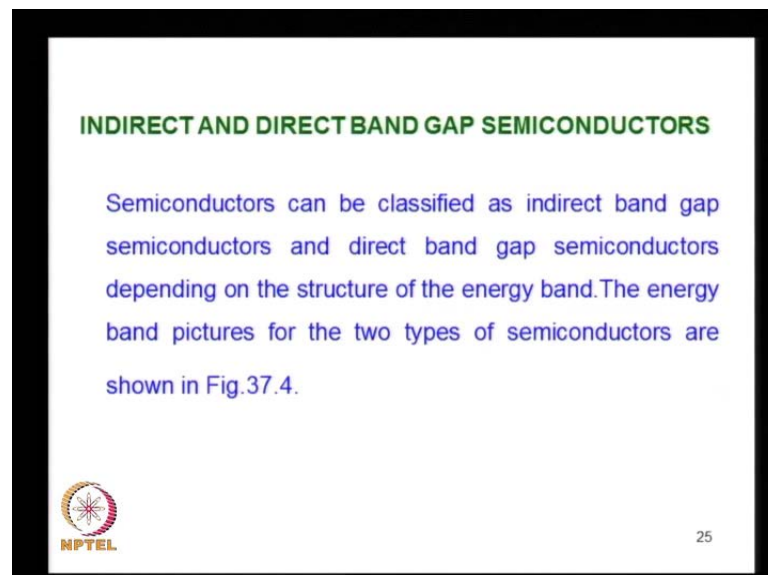 INDIRECT AND DIRECT BAND GAP SEMICONDUCTORS
Semiconductors can be classified as indirect band gap
semiconductors and direct band gap semiconductors
depending on the structure of the energy band.The energy
band pictures for the two types of semiconductors are
shown in Fig.37.4.
NPTEL
25